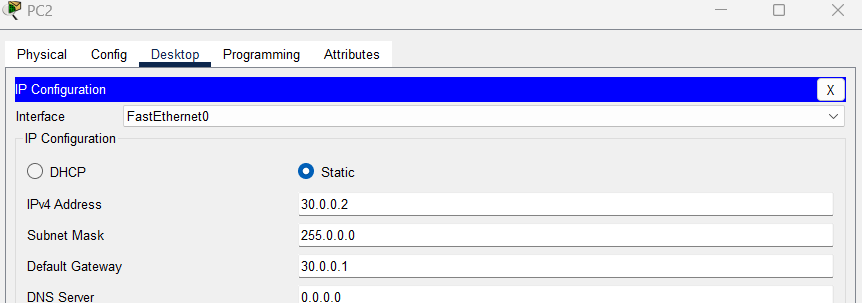 PC2
Physical Config Desktop Programming Attributes
IP Configuration X
Interface FastEthernet0
IP Configuration
DHCP Static
IPv4 Address 30.0.0.2
Subnet Mask 255.0.0.0
Default Gateway 30.0.0.1
DNS Server 0.0.0.0